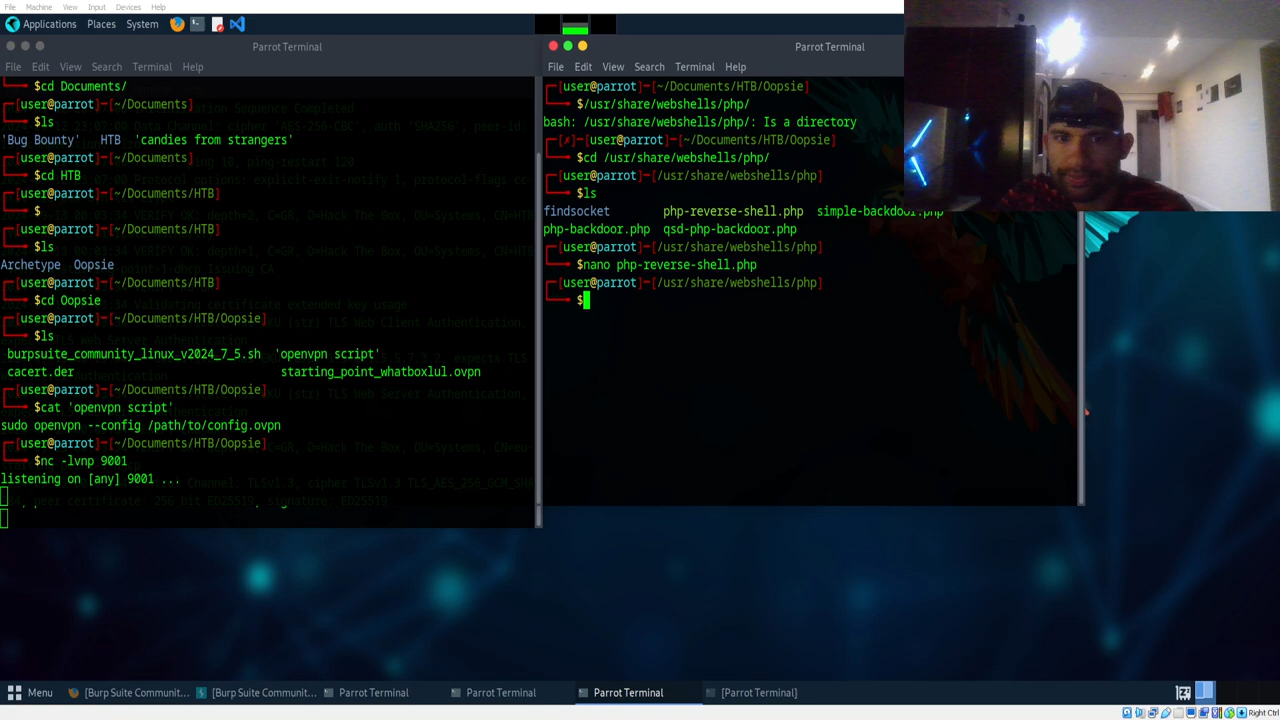 File Machine View Input Devices Help
Applications Places System
Parrot Terminal
File Edit View Search Terminal Help
$cd Documents/
[user@parrot]-[~/Documents]
$ls
'Bug Bounty' HTB 'candies from strangers'
[user@parrot]-[~/Documents]
$cd HTB
[user@parrot]-[~/Documents/HTB]
$
[user@parrot]-[~/Documents/HTB]
$ls
Archetype Oopsie
[user@parrot]-[~/Documents/HTB]
$cd Oopsie
[user@parrot]-[~/Documents/HTB/Oopsie]
$ls
burpsuite_community_linux_v2024_7_5.sh 'openvpn script'
cacert.der starting_point_whatboxlul.ovpn
[user@parrot]-[~/Documents/HTB/Oopsie]
$cat 'openvpn script'
sudo openvpn --config /path/to/config.ovpn
[user@parrot]-[~/Documents/HTB/Oopsie]
$nc -lvnp 9001
listening on [any] 9001 ...
Parrot Terminal
File Edit View Search Terminal Help
[user@parrot]-[~/Documents/HTB/Oopsie]
$/usr/share/webshells/php/
bash: /usr/share/webshells/php/: Is a directory
[x]-[user@parrot]-[~/Documents/HTB/Oopsie]
$cd /usr/share/webshells/php/
[user@parrot]-[/usr/share/webshells/php]
$ls
findsocket php-reverse-shell.php simple-backdoor.php
php-backdoor.php qsd-php-backdoor.php
[user@parrot]-[/usr/share/webshells/php]
$nano php-reverse-shell.php
[user@parrot]-[/usr/share/webshells/php]
$
Menu [Burp Suite Communit... [Burp Suite Communit... Parrot Terminal Parrot Terminal Parrot Terminal [Parrot Terminal]
Right Ctrl